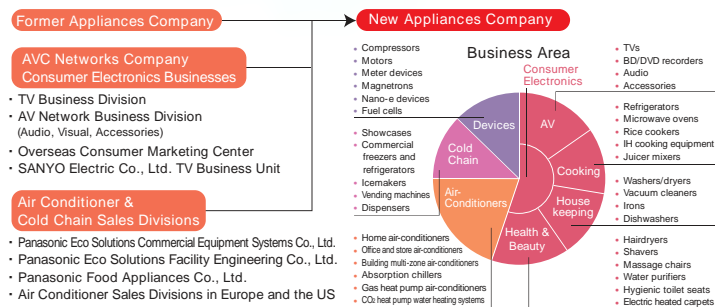 Former Appliances Company
New Appliances Company
AVC Networks Company
Consumer Electronics Businesses
・TV Business Division
・AV Network Business Division
(Audio, Visual, Accessories)
・Overseas Consumer Marketing Center
・SANYO Electric Co., Ltd. TV Business Unit
Air Conditioner &
Cold Chain Sales Divisions
・Panasonic Eco Solutions Commercial Equipment Systems Co., Ltd.
・Panasonic Eco Solutions Facility Engineering Co., Ltd.
・Panasonic Food Appliances Co., Ltd.
・Air Conditioner Sales Divisions in Europe and the US
• Compressors
• Motors
• Meter devices
• Magnetrons
• Nano-e devices
• Fuel cells
• Showcases
• Commercial
freezers and
refrigerators
• Icemakers
• Vending machines
• Dispensers
• Home air-conditioners
• Office and store air-conditioners
• Building multi-zone air-conditioners
• Absorption chillers
• Gas heat pump air-conditioners
• CO₂ heat pump water heating systems
Business Area
Consumer
Electronics
Devices
AV
Cold
Chain
Cooking
Air-
Conditioners
House
keeping
Health &
Beauty
• TVs
• BD/DVD recorders
• Audio
• Accessories
• Refrigerators
• Microwave ovens
• Rice cookers
• IH cooking equipment
• Juicer mixers
• Washers/dryers
• Vacuum cleaners
• Irons
• Dishwashers
• Hairdryers
• Shavers
• Massage chairs
• Water purifiers
• Hygienic toilet seats
• Electric heated carpets